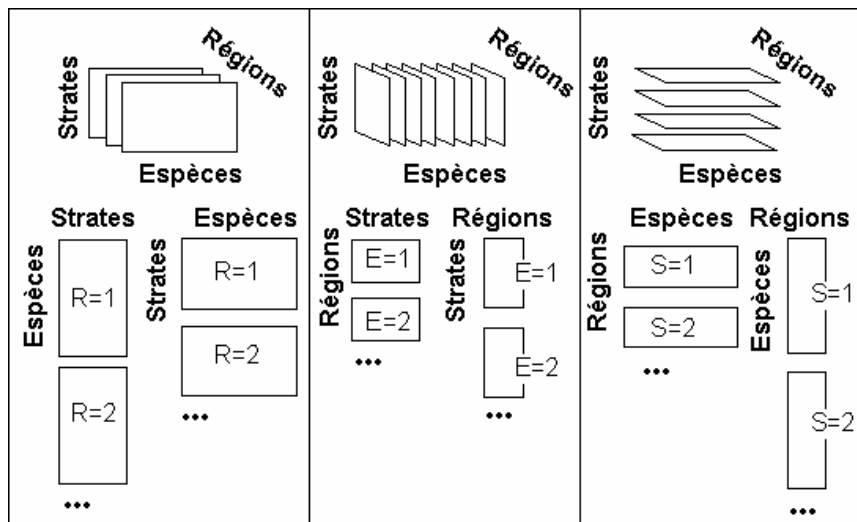 Strates
Régions
Espèces
Strates
Espèces
Espèces
R=1
R=2
...
Strates
R=1
R=2
...
Strates
Régions
Espèces
Strates
Régions
Régions
E=1
E=2
...
Strates
E=1
E=2
...
Strates
Régions
Espèces
Espèces
Régions
Régions
S=1
S=2
...
Espèces
S=1
S=2
...